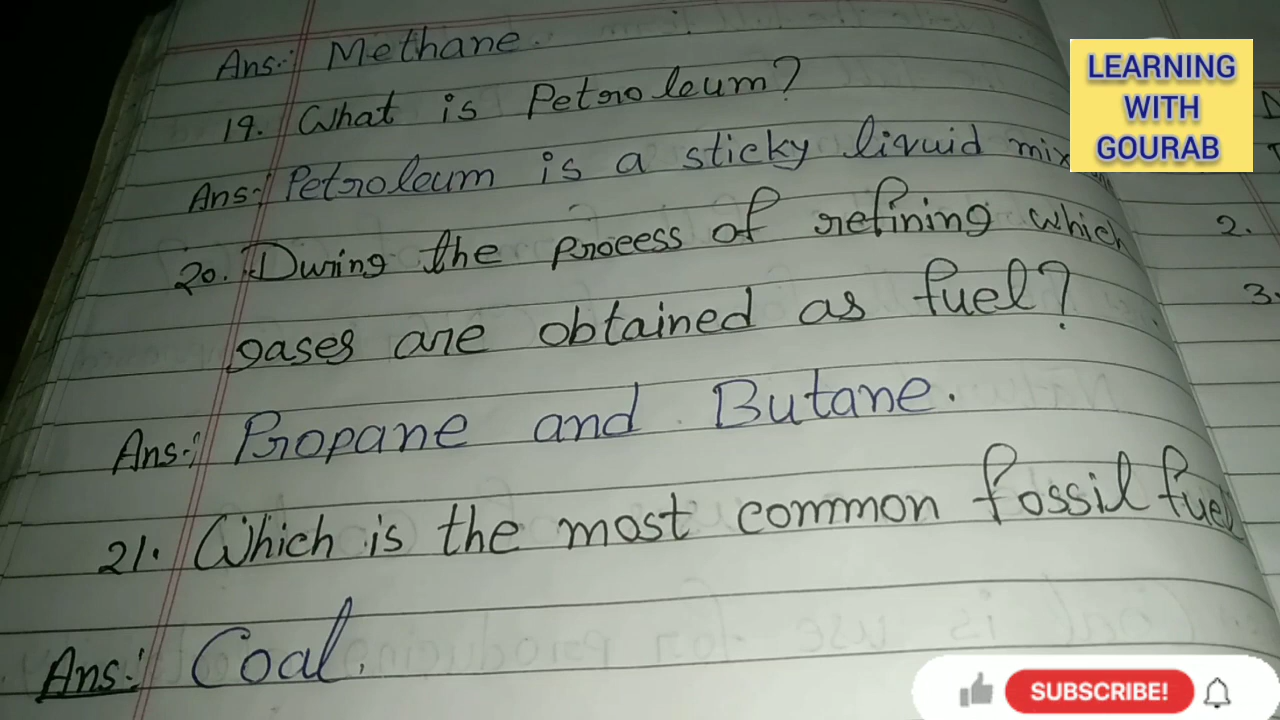 Ans:- Methane.
19. What is Petroleum?
Ans:- Petroleum is a sticky liquid
20. During the process of refining which
gases are obtained as fuel?
Ans:- Propane and Butane.
21. Which is the most common fossil fuel
Ans:- Coal.
2.
3.
LEARNING
WITH
GOURAB
SUBSCRIBE!